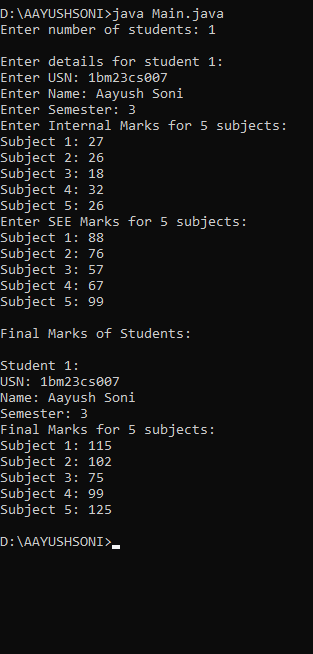 D:\AAYUSHSONI>java Main.java
Enter number of students: 1
Enter details for student 1:
Enter USN: 1bm23cs007
Enter Name: Aayush Soni
Enter Semester: 3
Enter Internal Marks for 5 subjects:
Subject 1: 27
Subject 2: 26
Subject 3: 18
Subject 4: 32
Subject 5: 26
Enter SEE Marks for 5 subjects:
Subject 1: 88
Subject 2: 76
Subject 3: 57
Subject 4: 67
Subject 5: 99
Final Marks of Students:
Student 1:
USN: 1bm23cs007
Name: Aayush Soni
Semester: 3
Final Marks for 5 subjects:
Subject 1: 115
Subject 2: 102
Subject 3: 75
Subject 4: 99
Subject 5: 125
D:\AAYUSHSONI>